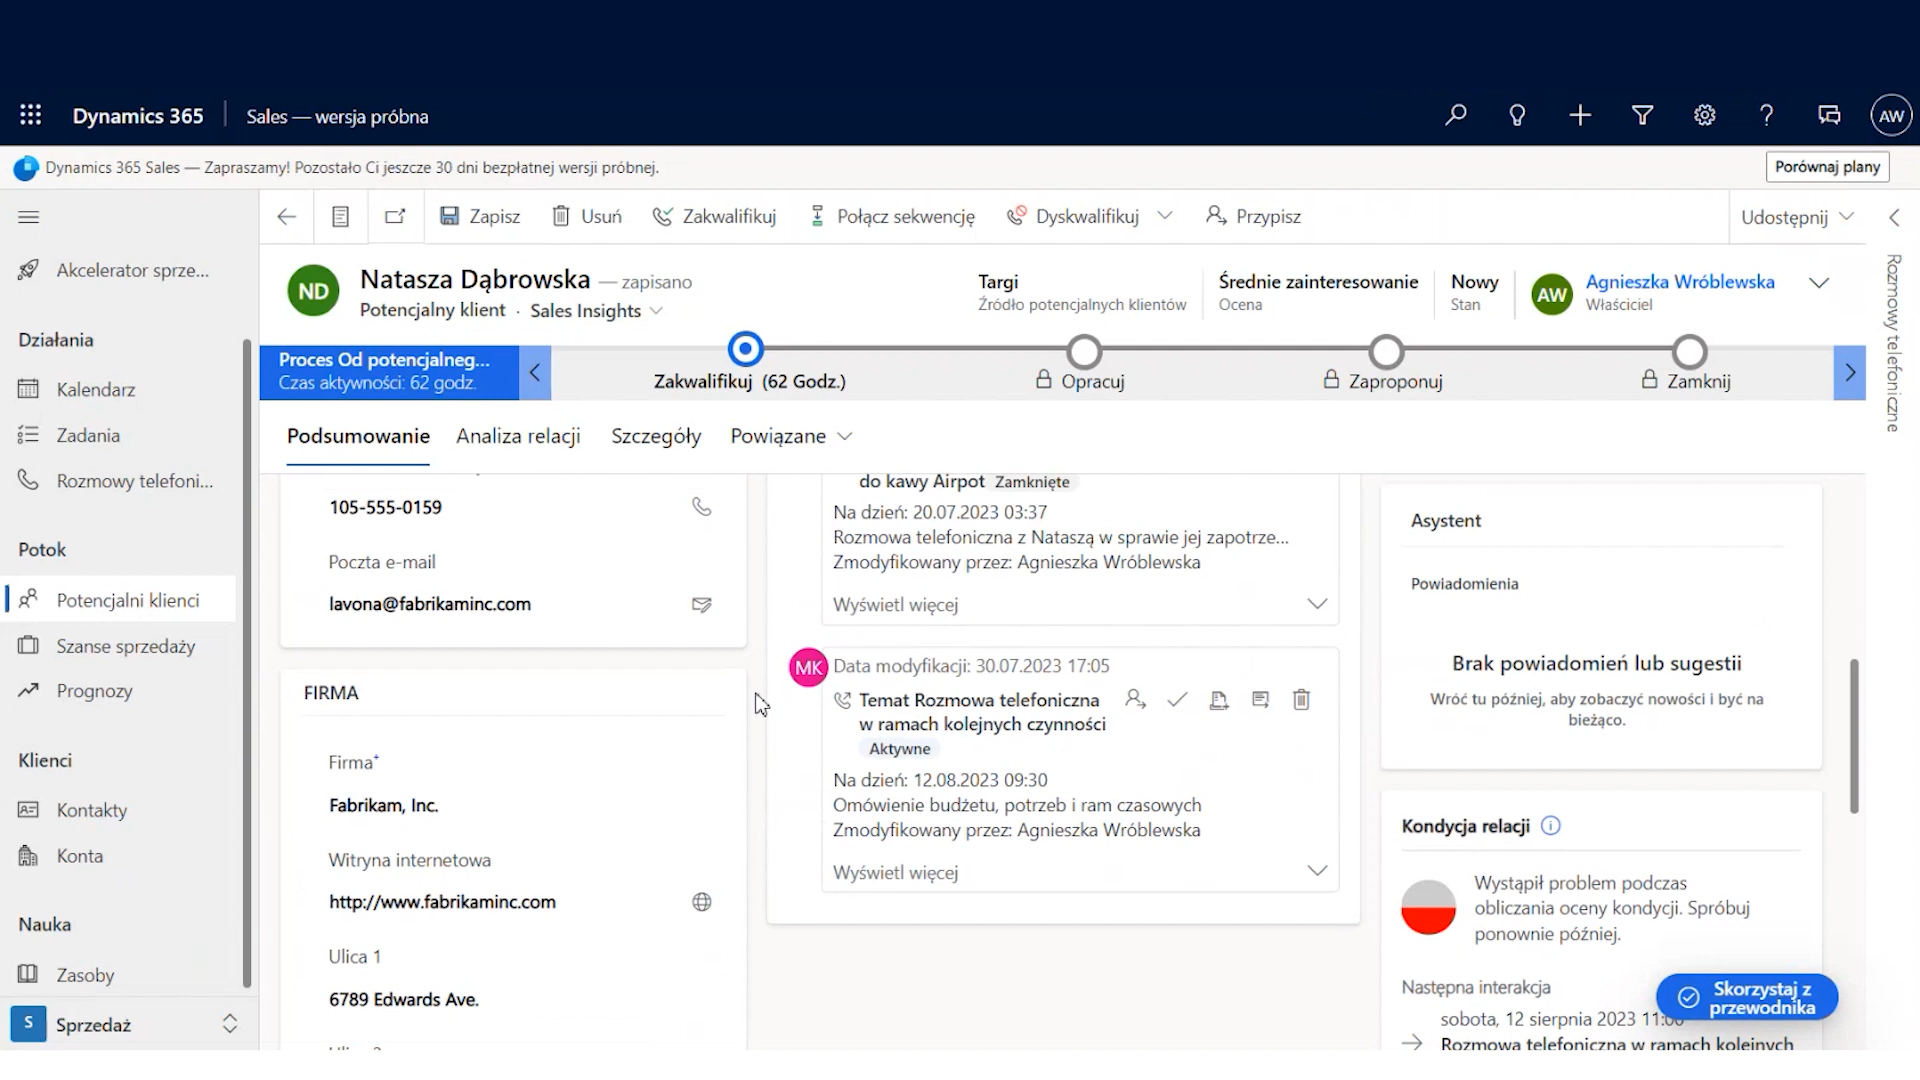 Dynamics 365
Sales — wersja próbna
AW
Dynamics 365 Sales — Zapraszamy! Pozostało Ci jeszcze 30 dni bezpłatnej wersji próbnej.
Porównaj plany
Zapisz
Usuń
Zakwalifikuj
Połącz sekwencję
Dyskwalifikuj
Przypisz
Udostępnij
Akcelerator sprze...
Działania
Kalendarz
Zadania
Rozmowy telefoni...
Potok
Potencjalni klienci
Szanse sprzedaży
Prognozy
Klienci
Kontakty
Konta
Nauka
Zasoby
S
Sprzedaż
ND
Natasza Dąbrowska — zapisano
Potencjalny klient · Sales Insights
Targi
Źródło potencjalnych klientów
Średnie zainteresowanie
Ocena
Nowy
Stan
AW
Agnieszka Wróblewska
Właściciel
Rozmowy telefoniczne
Proces Od potencjalneg...
Czas aktywności: 62 godz.
Zakwalifikuj (62 Godz.)
Opracuj
Zaproponuj
Zamknij
Podsumowanie
Analiza relacji
Szczegóły
Powiązane
105-555-0159
Poczta e-mail
lavona@fabrikaminc.com
FIRMA
Firma+
Fabrikam, Inc.
Witryna internetowa
http://www.fabrikaminc.com
Ulica 1
6789 Edwards Ave.
do kawy Airpot Zamknięte
Na dzień: 20.07.2023 03:37
Rozmowa telefoniczna z Nataszą w sprawie jej zapotrze...
Zmodyfikowany przez: Agnieszka Wróblewska
Wyświetl więcej
MK
Data modyfikacji: 30.07.2023 17:05
Temat Rozmowa telefoniczna
w ramach kolejnych czynności
Aktywne
Na dzień: 12.08.2023 09:30
Omówienie budżetu, potrzeb i ram czasowych
Zmodyfikowany przez: Agnieszka Wróblewska
Wyświetl więcej
Asystent
Powiadomienia
Brak powiadomień lub sugestii
Wróć tu później, aby zobaczyć nowości i być na
bieżąco.
Kondycja relacji
Wystąpił problem podczas
obliczania oceny kondycji. Spróbuj
ponownie później.
Następna interakcja
sobota, 12 sierpnia 2023
Rozmowa telefoniczna w ramach kolejnych
Skorzystaj z
przewodnika